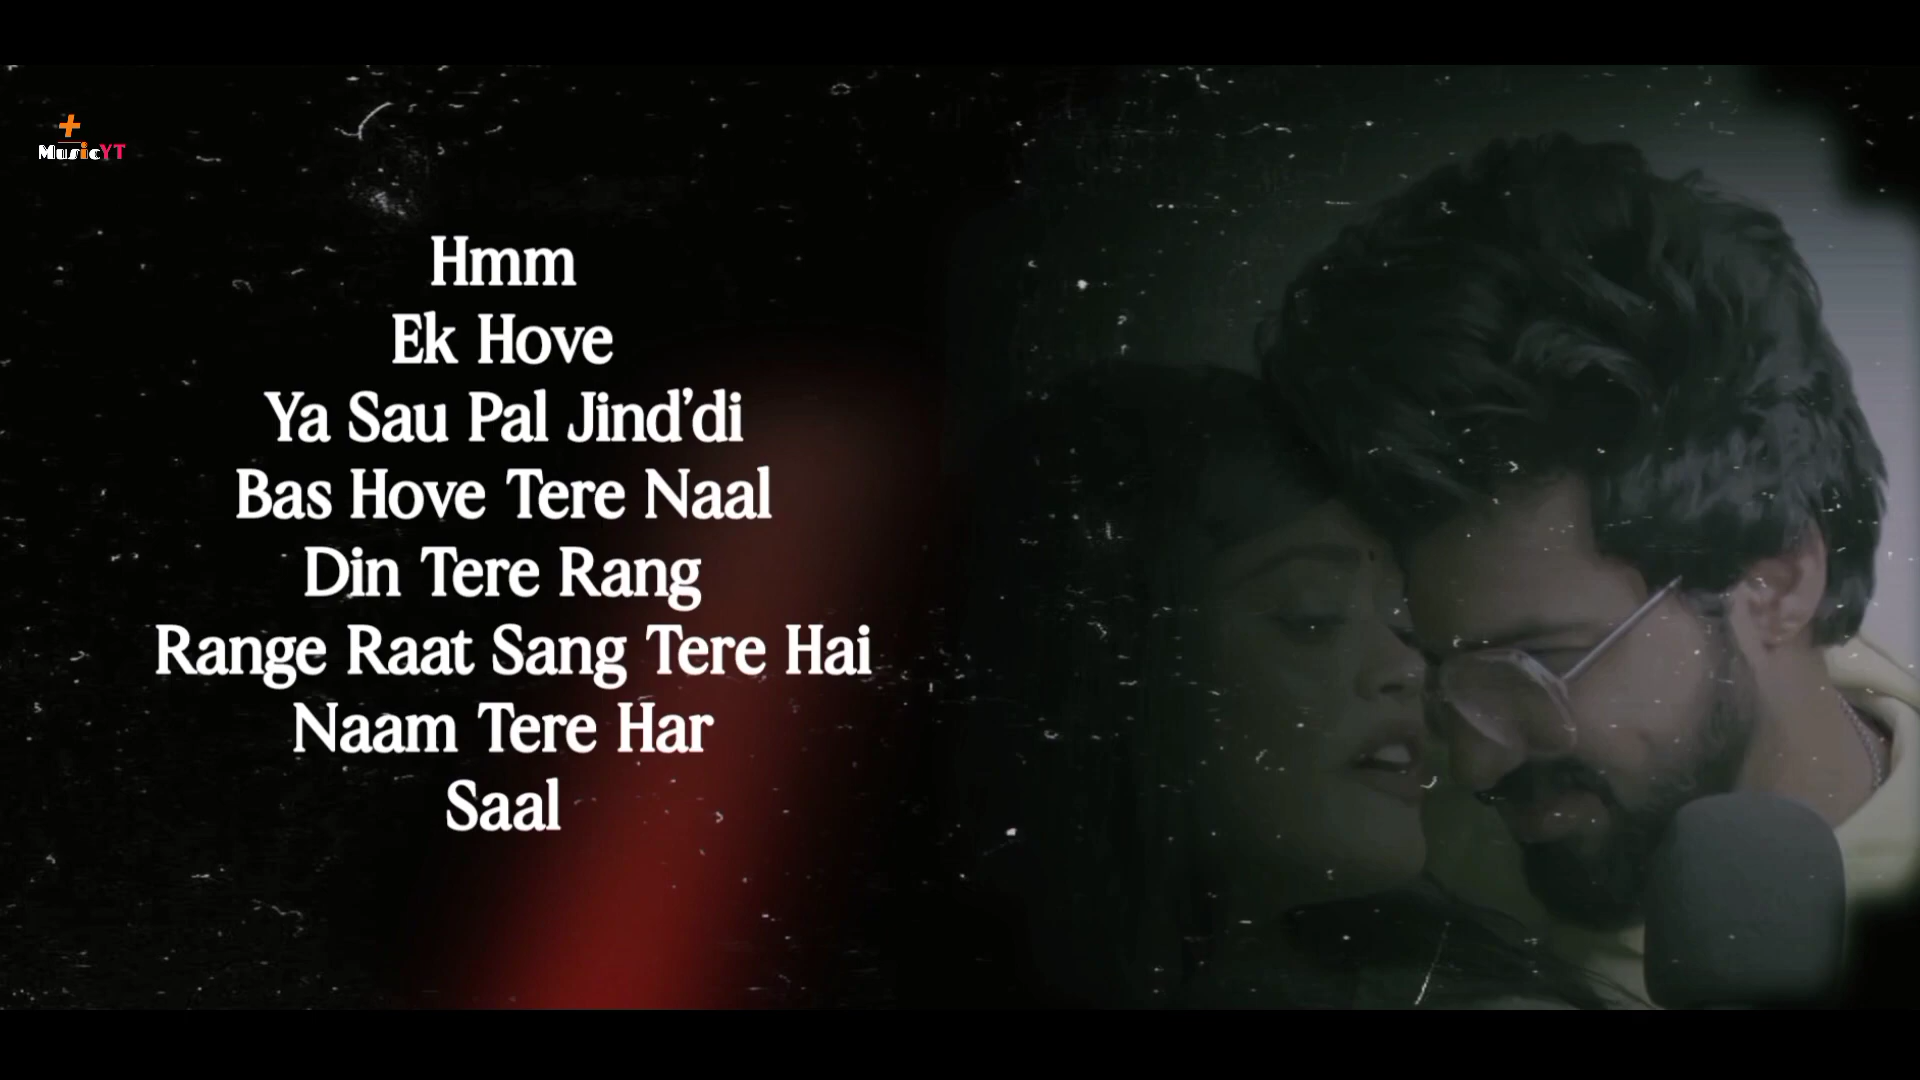 +
MusicYT
Hmm
Ek Hove
Ya Sau Pal Jind’di
Bas Hove Tere Naal
Din Tere Rang
Range Raat Sang Tere Hai
Naam Tere Har
Saal